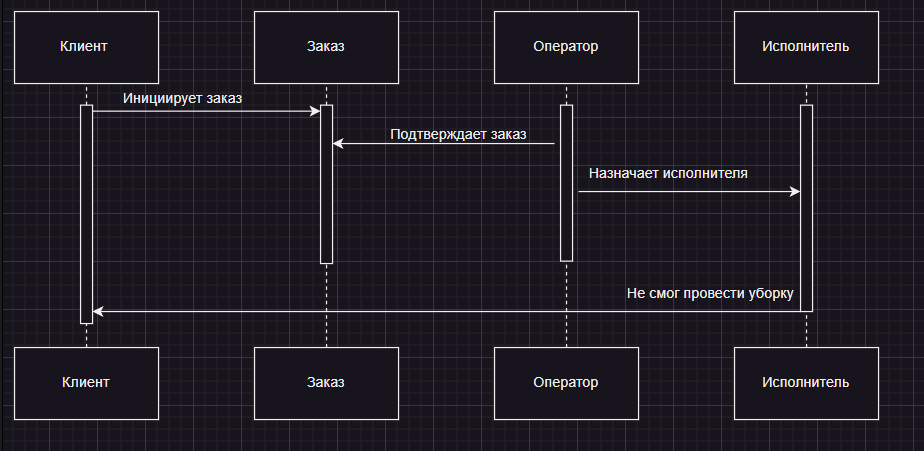 Клиент
Заказ
Оператор
Исполнитель
Инициирует заказ
Подтверждает заказ
Назначает исполнителя
Не смог провести уборку
Клиент
Заказ
Оператор
Исполнитель